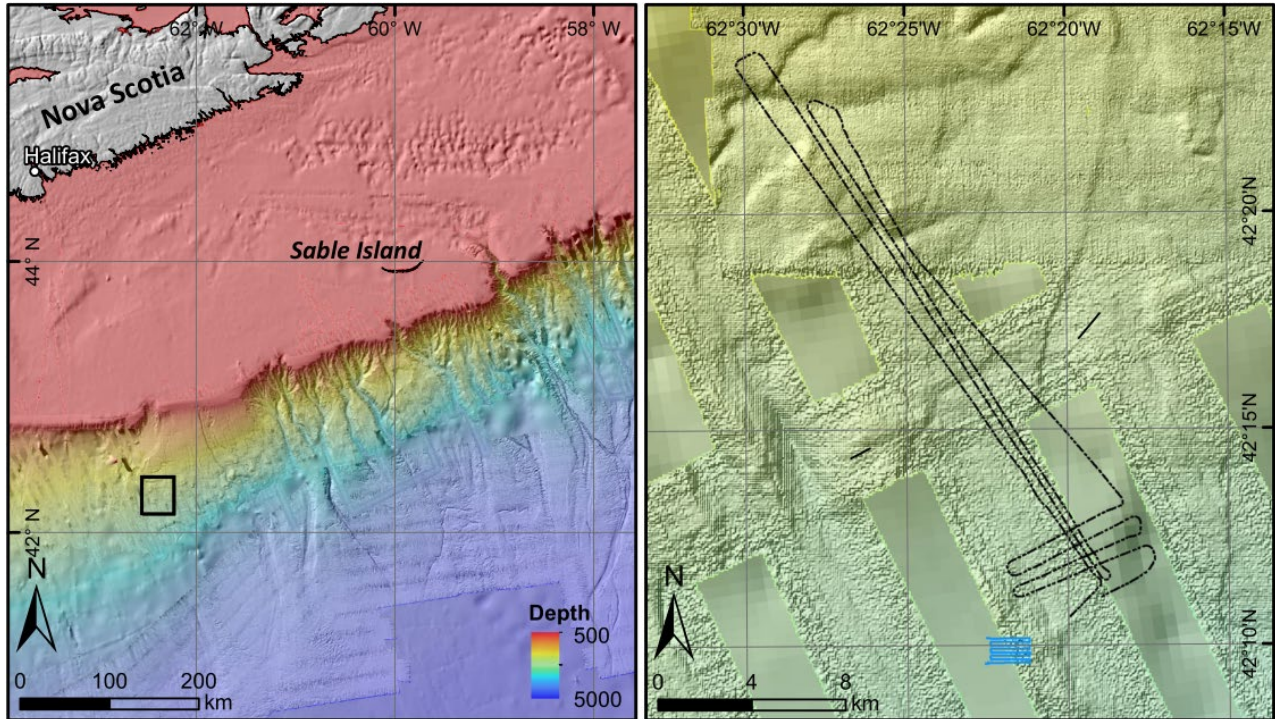 62° W
60° W
58° W
Nova Scotia
Halifax
Sable Island
44° N
42° N
N
Depth
500
5000
0 100 200
km
62°30'W
62°25'W
62°20'W
62°15'W
42°20'N
42°15'N
42°10'N
N
0 4 8
km